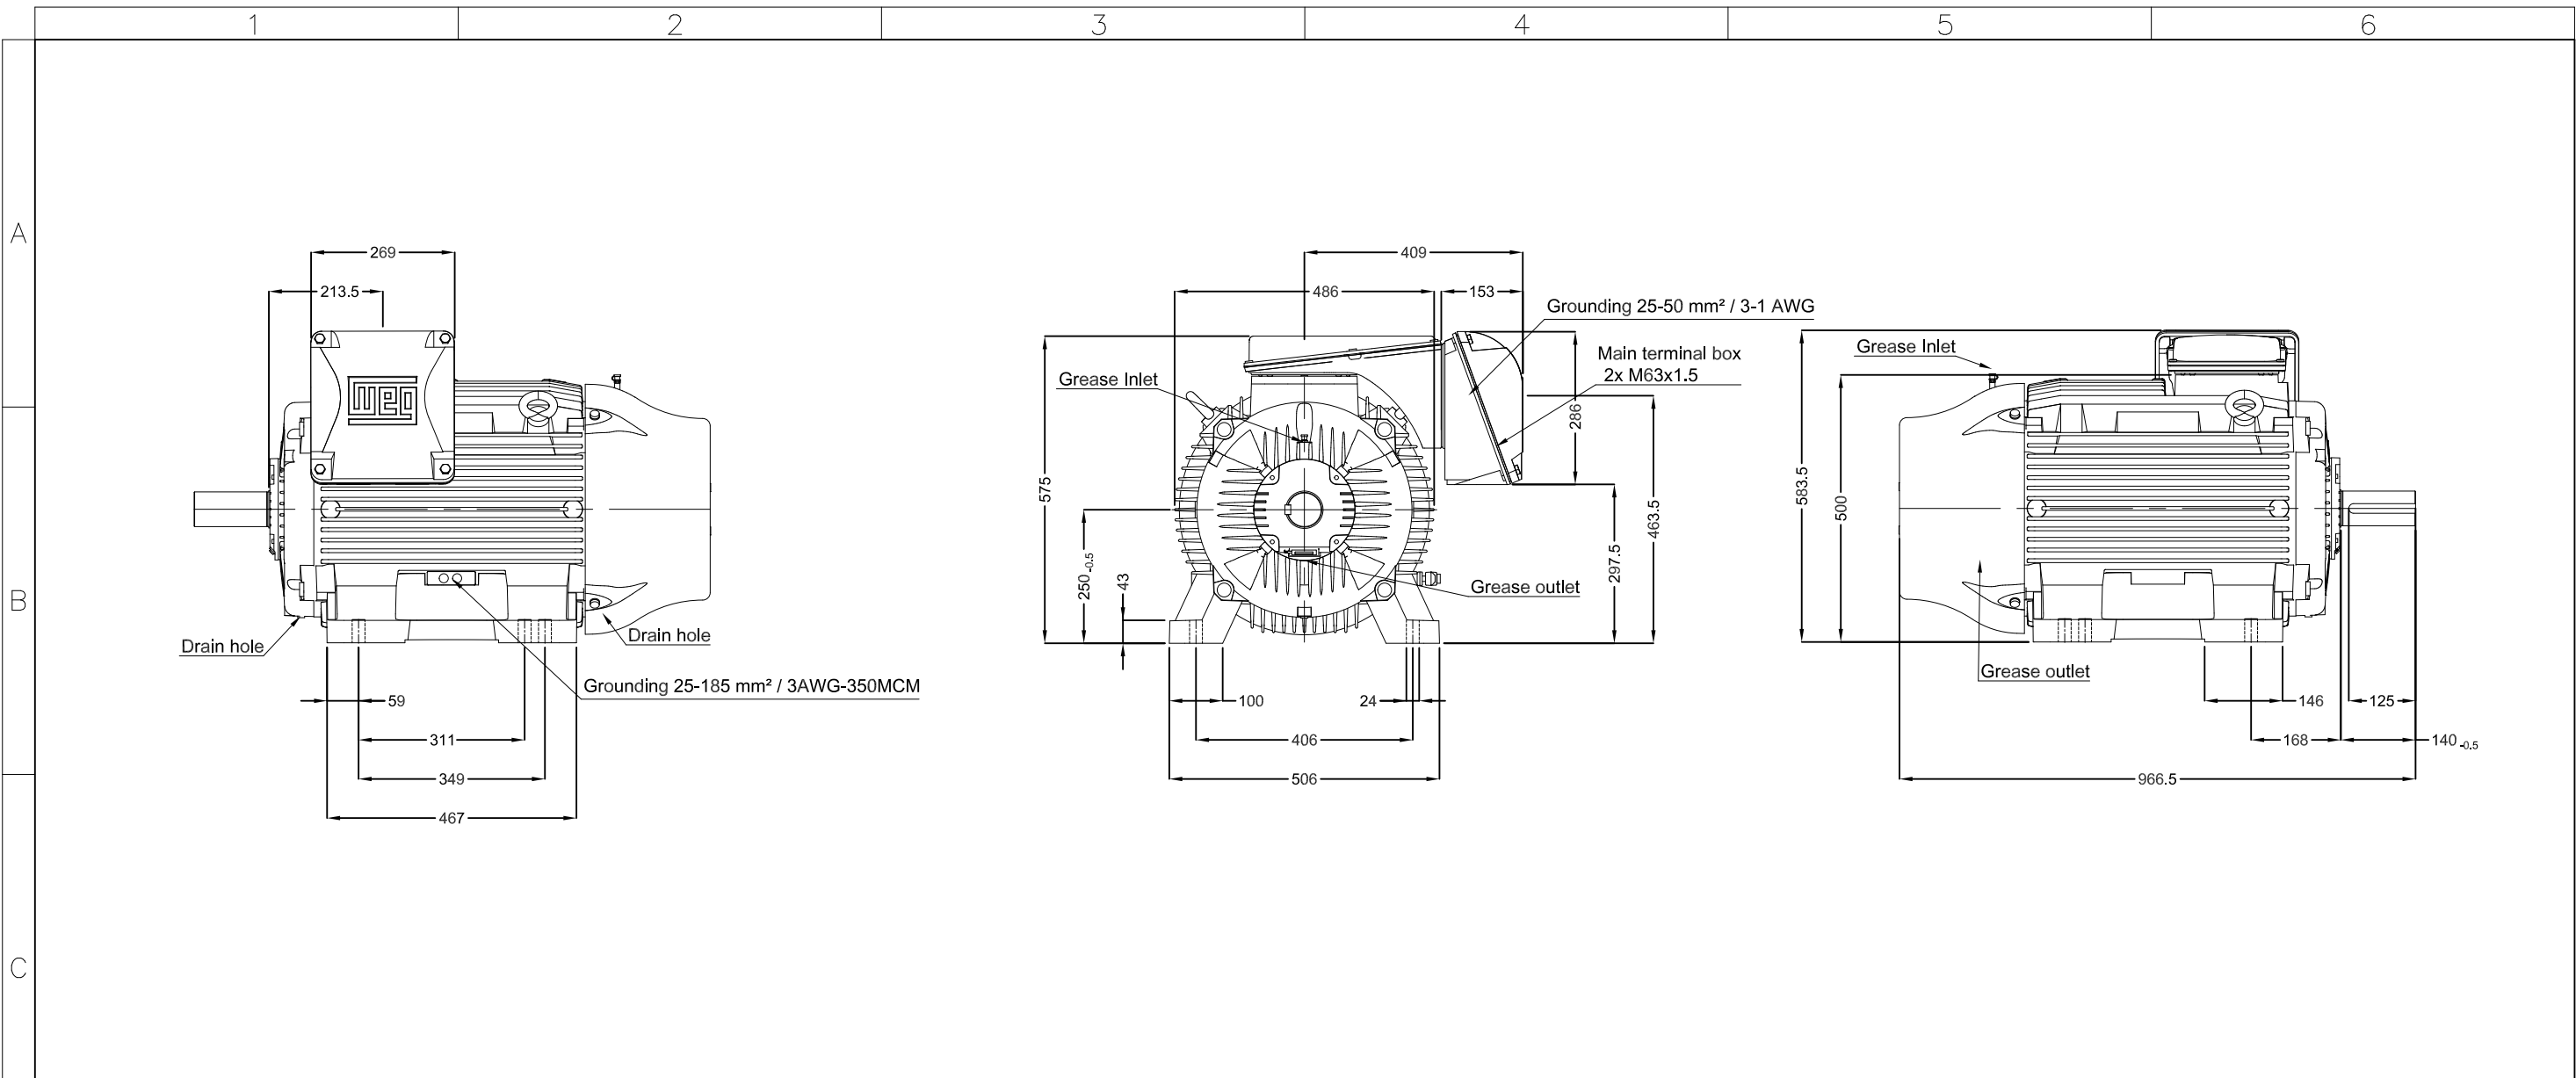 1 2 3 4 5 6
A
B
C
269
213.5
WEG
Drain hole
Drain hole
Grounding 25-185 mm² / 3AWG-350MCM
59
311
349
467
409
486
153
Grounding 25-50 mm² / 3-1 AWG
Main terminal box
2x M63x1.5
Grease Inlet
575
250 -0.5
43
286
463.5
297.5
Grease outlet
100
24
406
506
Grease Inlet
583.5
500
Grease outlet
146
125
168
140 -0.5
966.5